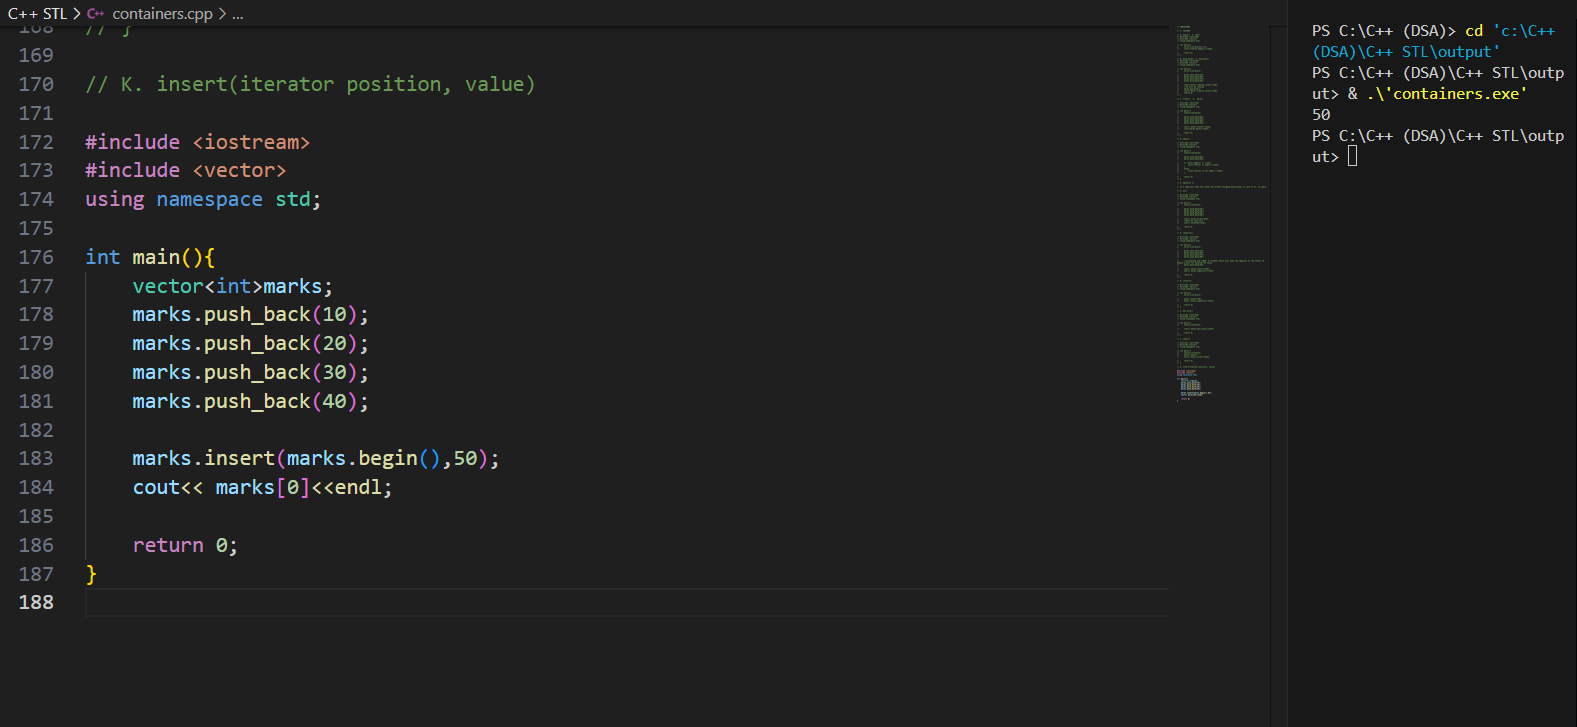 C++ STL > C++ containers.cpp > ...
168 // }
169
170 // K. insert(iterator position, value)
171
172 #include <iostream>
173 #include <vector>
174 using namespace std;
175
176 int main(){
177     vector<int>marks;
178     marks.push_back(10);
179     marks.push_back(20);
180     marks.push_back(30);
181     marks.push_back(40);
182
183     marks.insert(marks.begin(),50);
184     cout<< marks[0]<<endl;
185
186     return 0;
187 }
188
PS C:\C++ (DSA)> cd 'c:\C++
(DSA)\C++ STL\output'
PS C:\C++ (DSA)\C++ STL\outp
ut> & .\'containers.exe'
50
PS C:\C++ (DSA)\C++ STL\outp
ut>